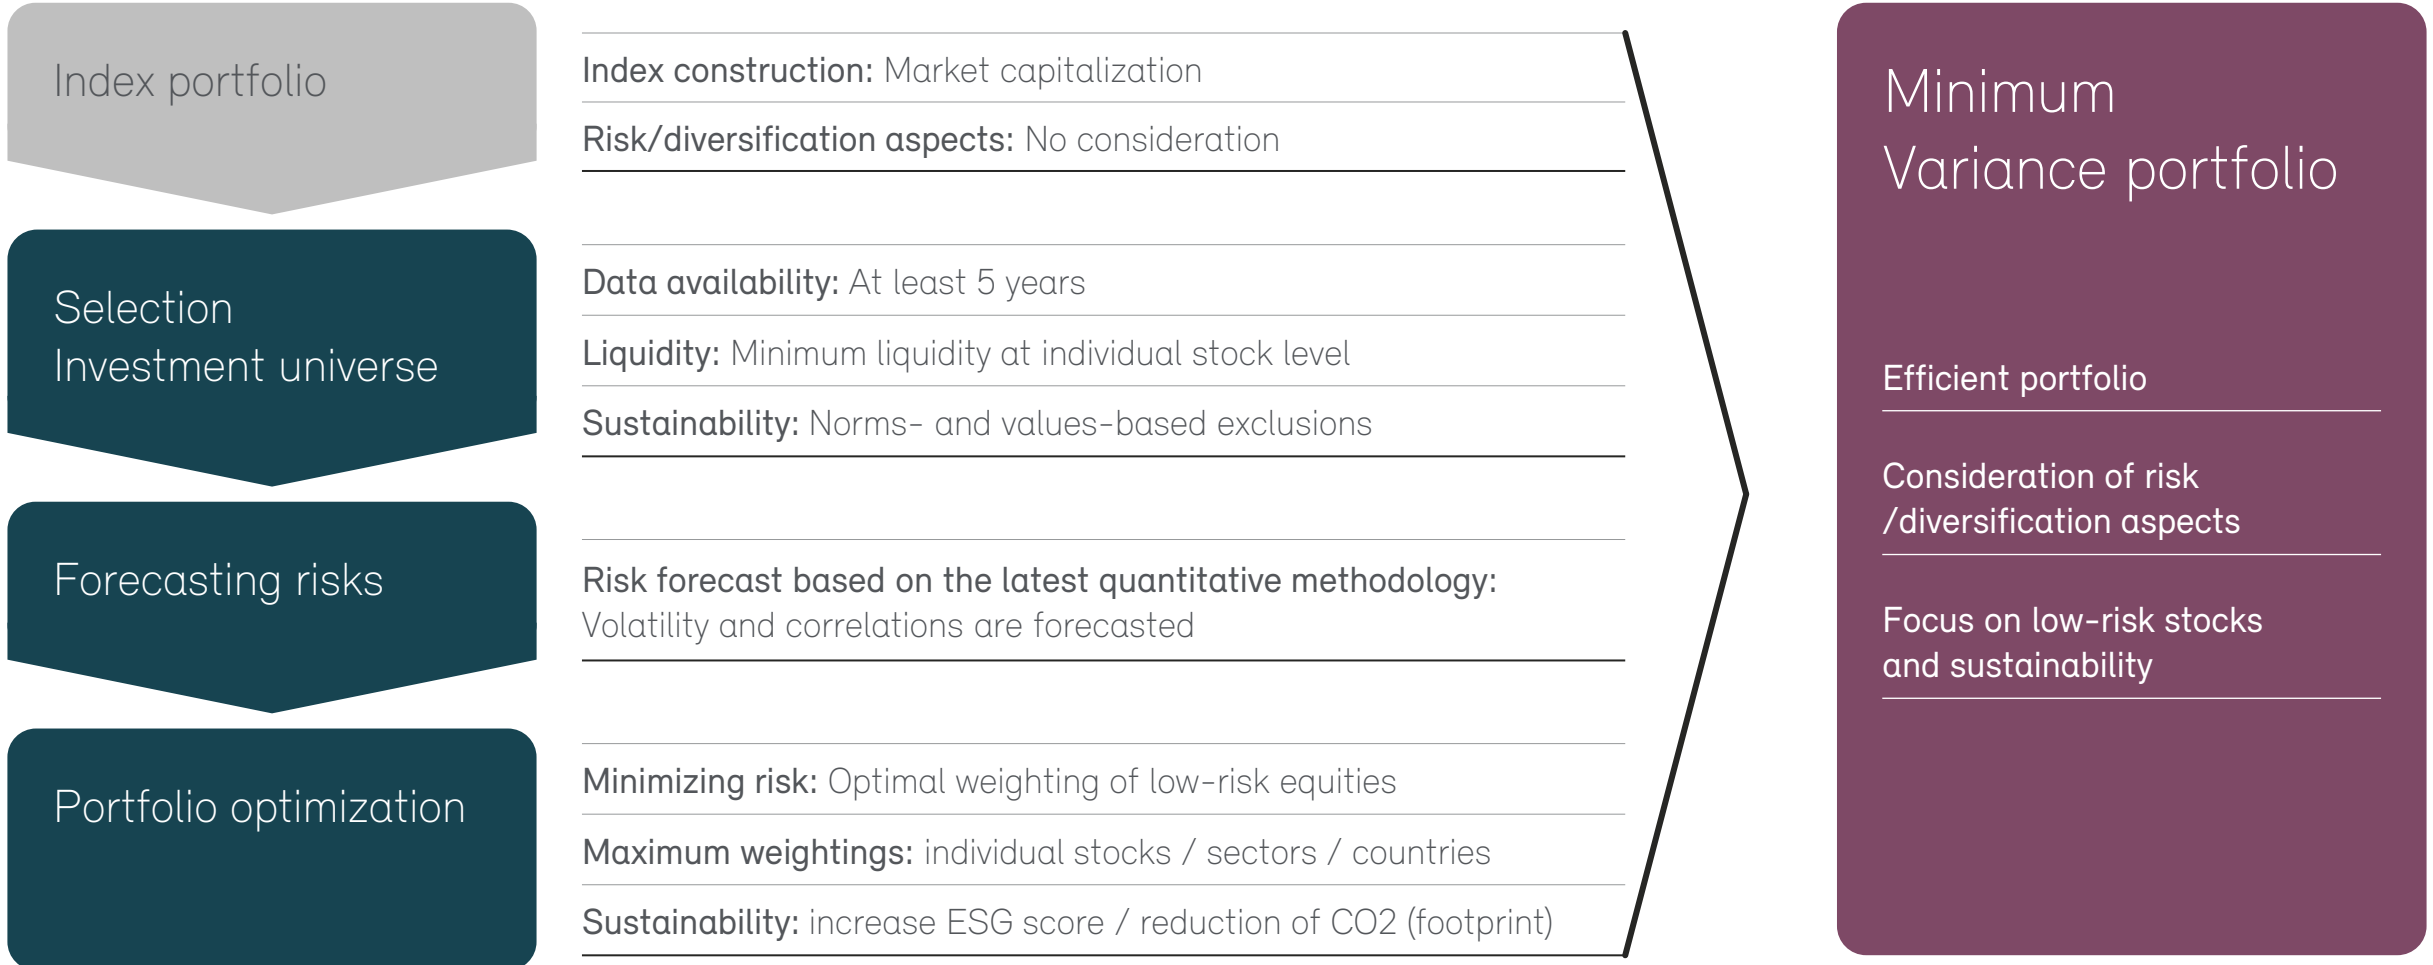 Index portfolio
Index construction: Market capitalization
Risk/diversification aspects: No consideration
Selection
Investment universe
Data availability: At least 5 years
Liquidity: Minimum liquidity at individual stock level
Sustainability: Norms- and values-based exclusions
Forecasting risks
Risk forecast based on the latest quantitative methodology:
Volatility and correlations are forecasted
Portfolio optimization
Minimizing risk: Optimal weighting of low-risk equities
Maximum weightings: individual stocks / sectors / countries
Sustainability: increase ESG score / reduction of CO2 (footprint)
Minimum
Variance portfolio
Efficient portfolio
Consideration of risk
/diversification aspects
Focus on low-risk stocks
and sustainability